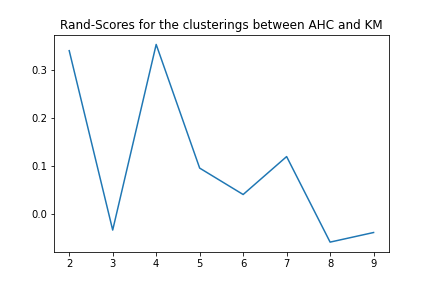 Rand-Scores for the clusterings between AHC and KM
0.3
0.2
0.1
0.0
2 3 4 5 6 7 8 9